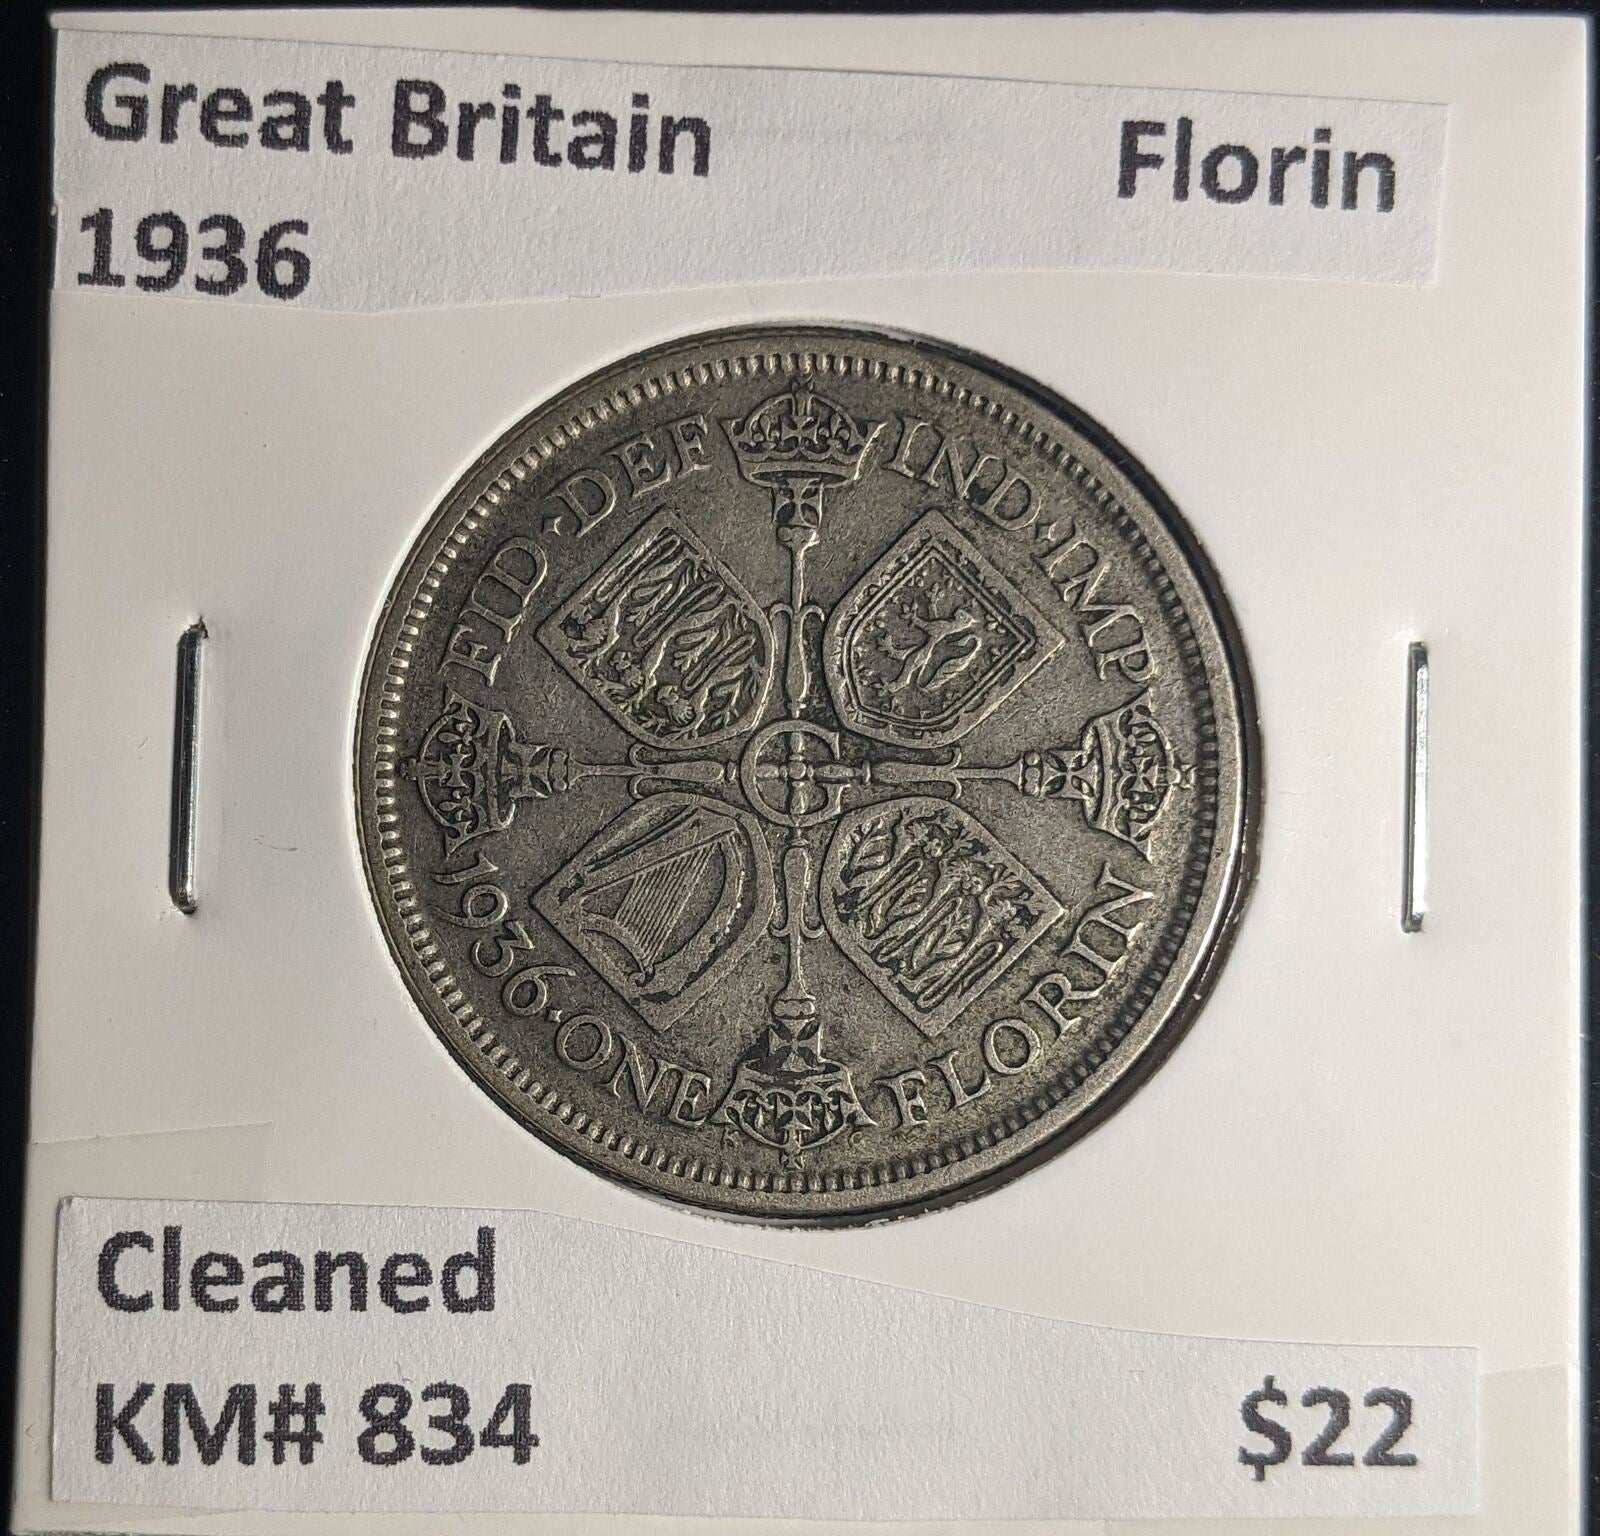 Great Britain Florin
1936
FID·DEF IND·IMP
1936·ONE FLORIN
G
Cleaned
KM# 834 $22